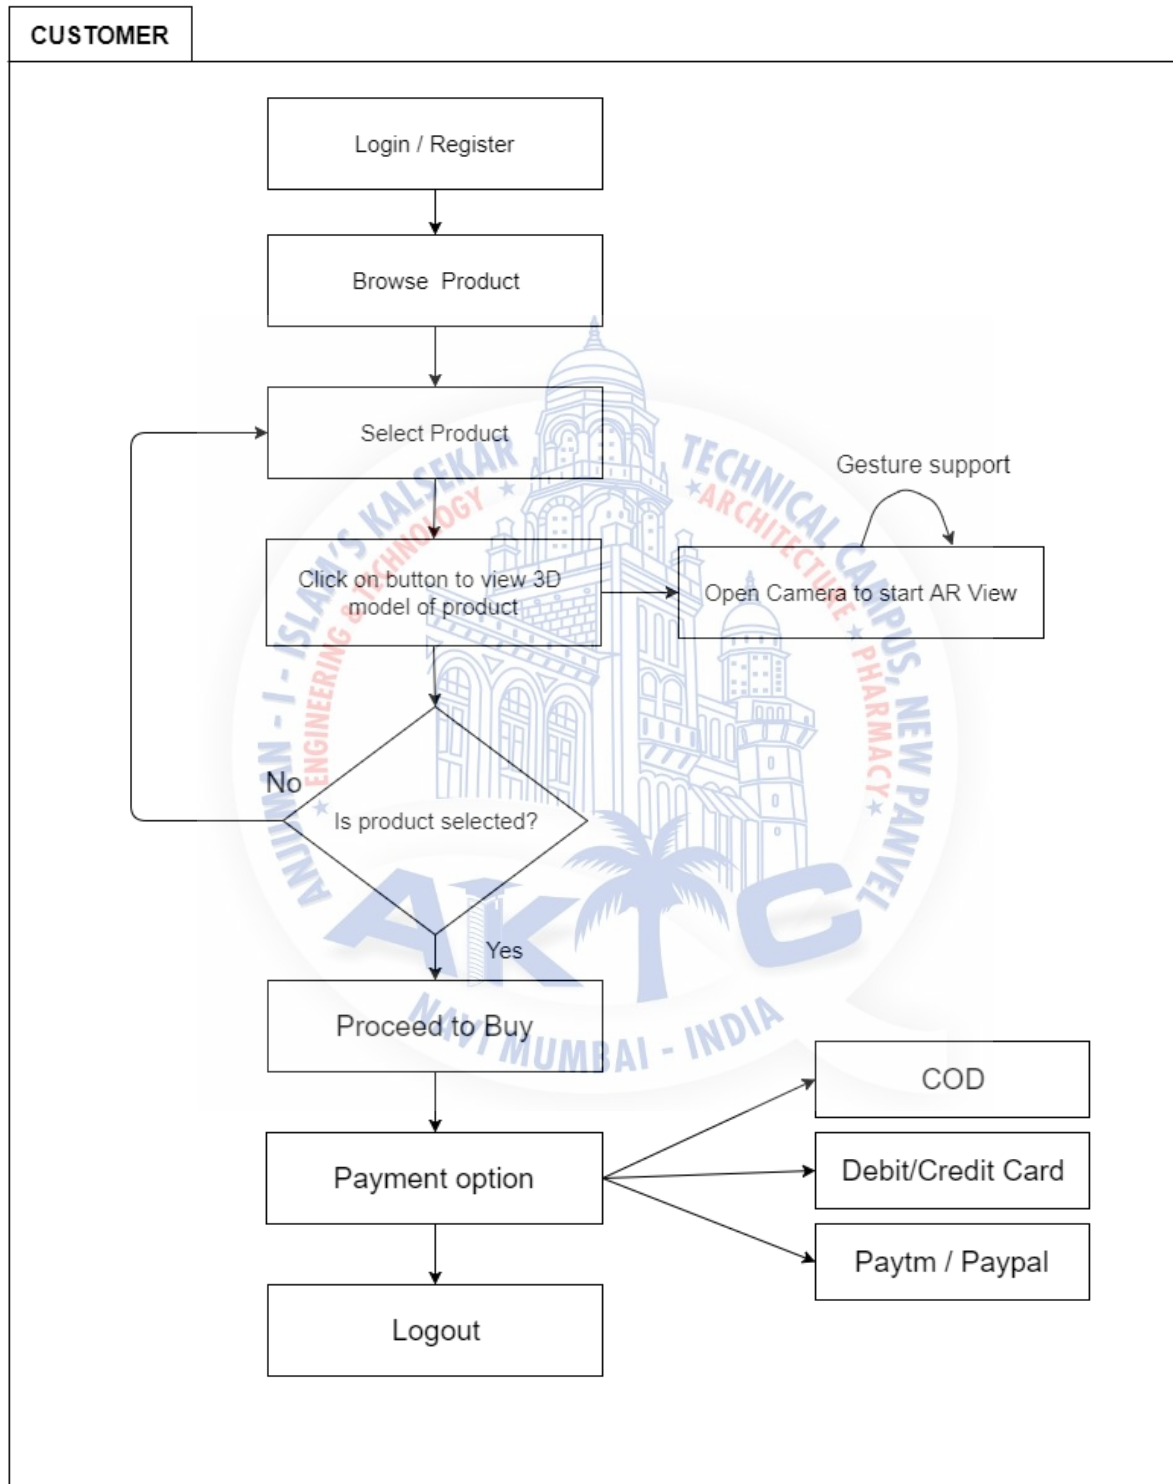 CUSTOMER
Login / Register
Browse Product
Select Product
Gesture support
Click on button to view 3D
model of product
Open Camera to start AR View
No
Is product selected?
Yes
Proceed to Buy
COD
Payment option
Debit/Credit Card
Paytm / Paypal
Logout
ANJUMAN - I - ISLAM'S KALSEKAR TECHNICAL CAMPUS, NEW PANVEL
ENGINEERING & TECHNOLOGY ★ ★ ARCHITECTURE ★ PHARMACY ★
AKTC
NAVI MUMBAI - INDIA